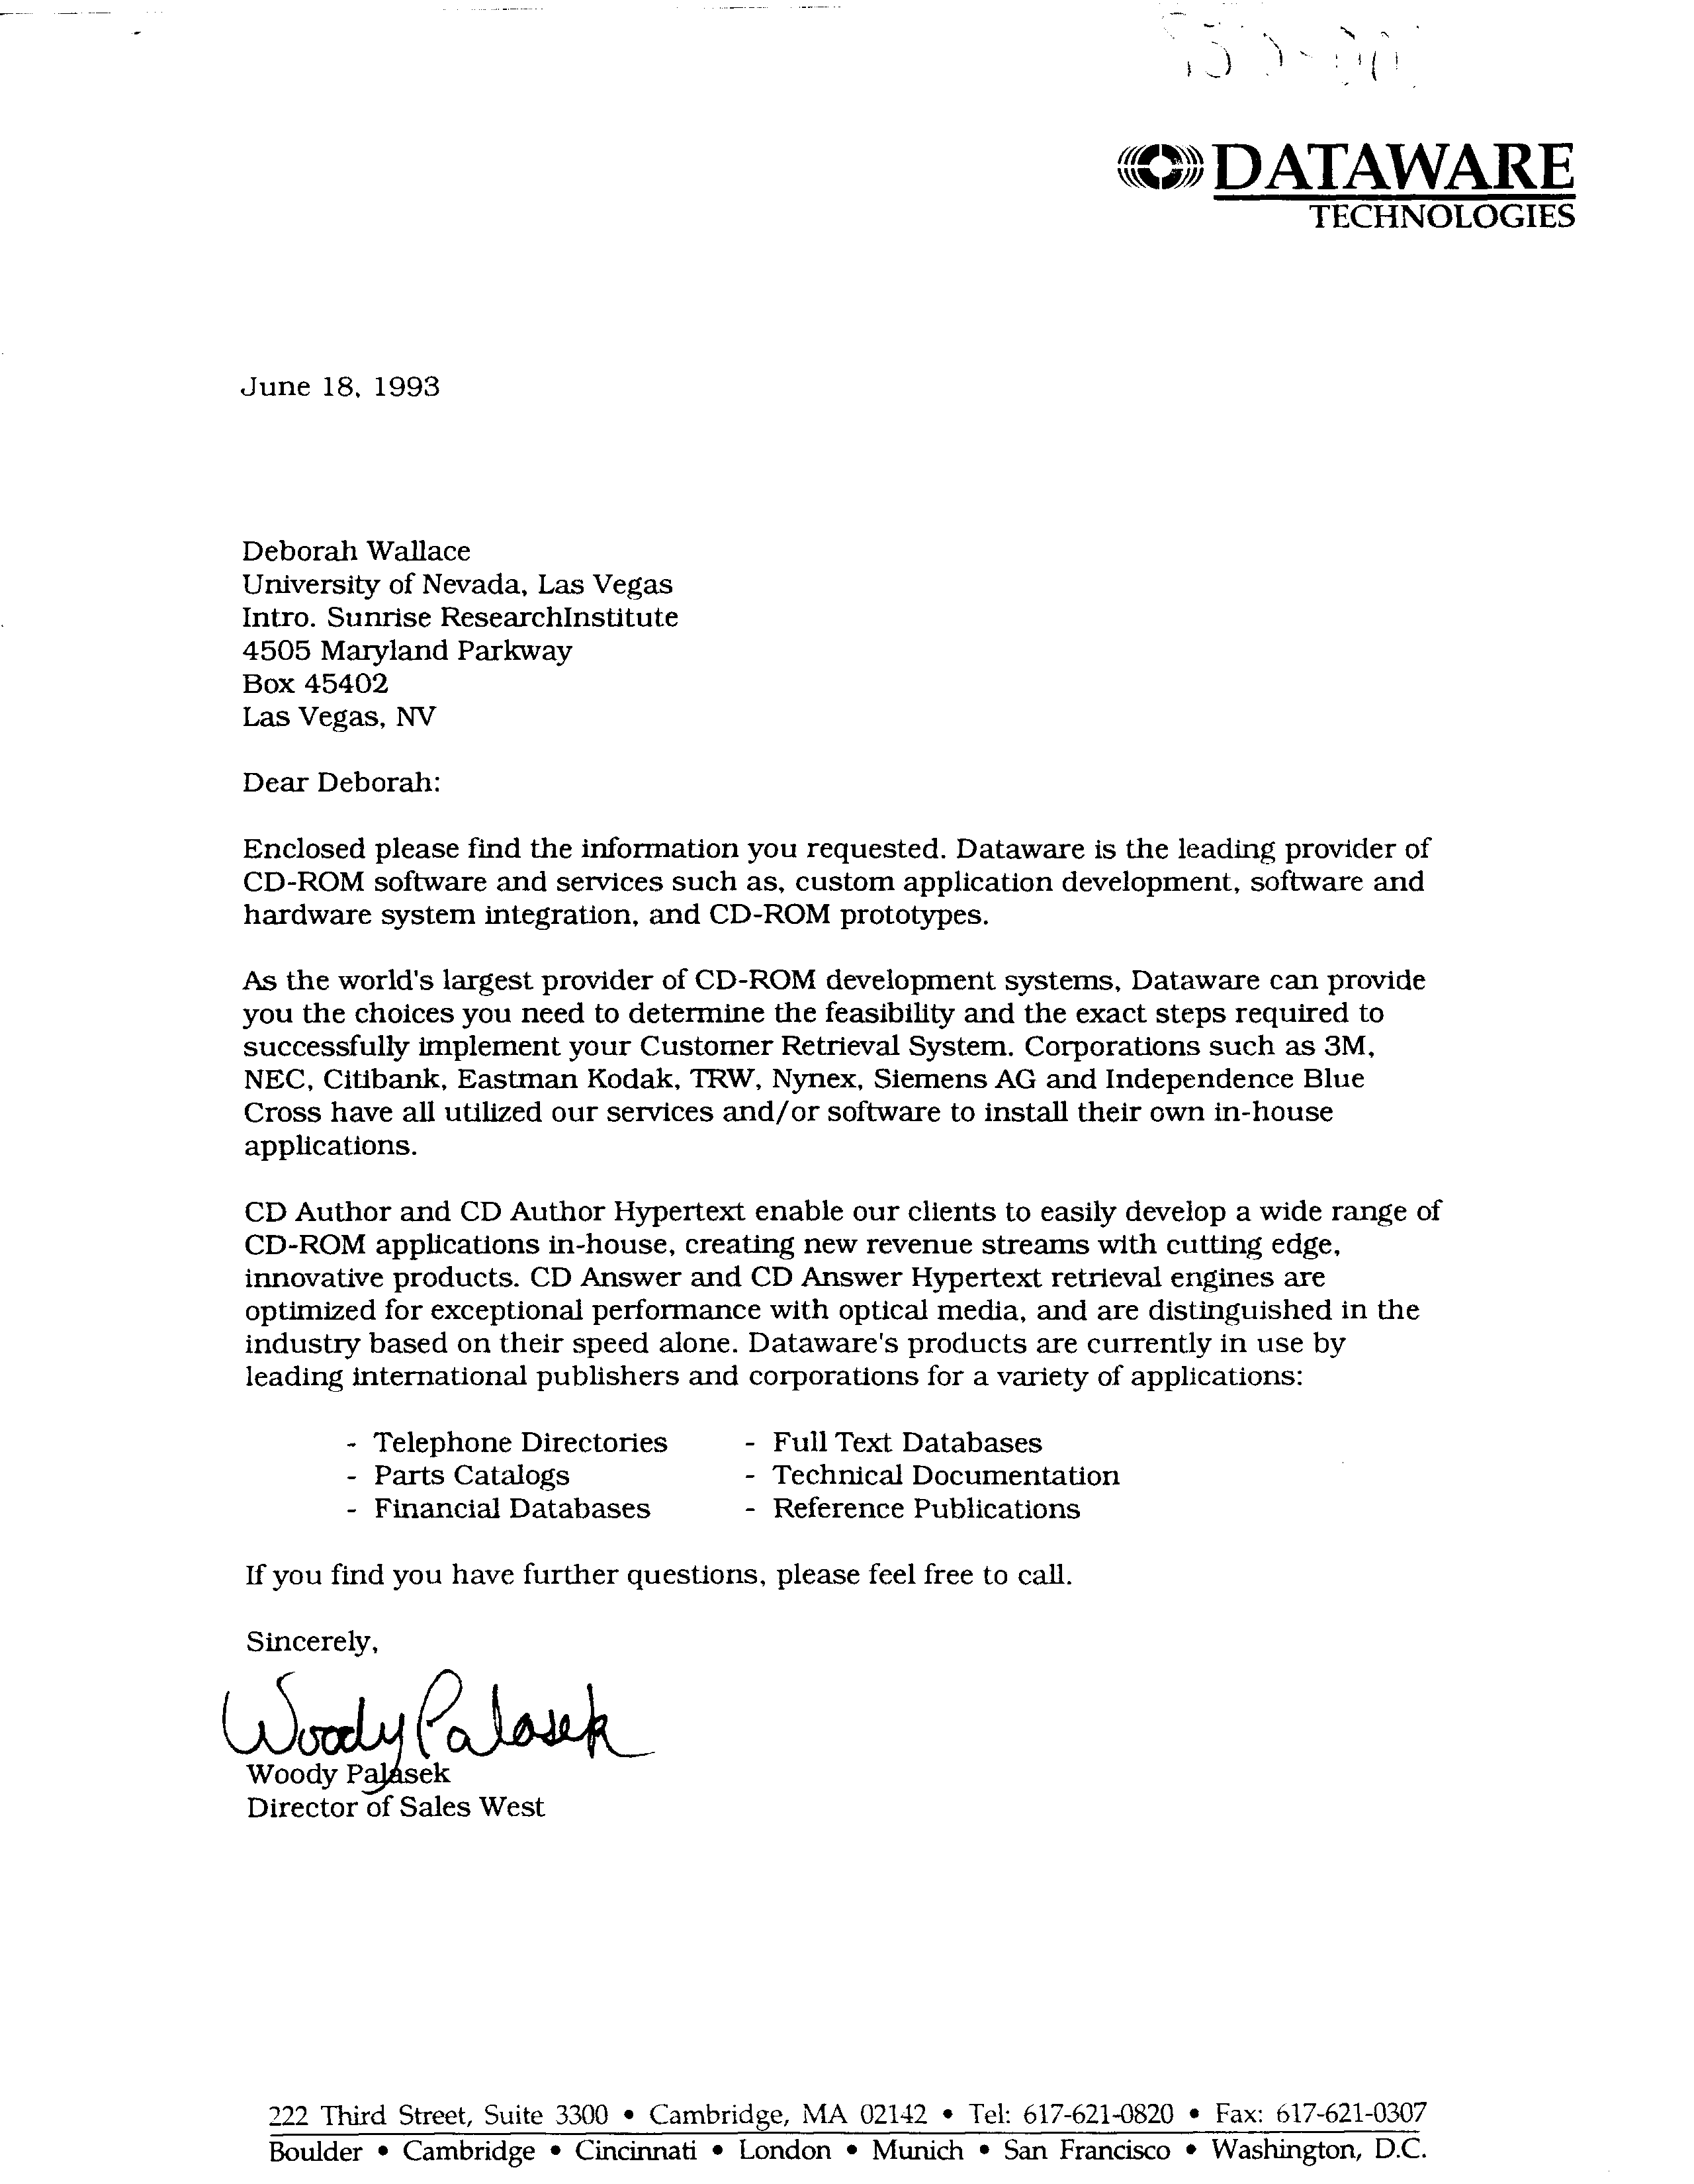 DATAWARE
TECHNOLOGIES
June 18, 1993
Deborah Wallace
University of Nevada, Las Vegas
Intro. Sunrise ResearchInstitute
4505 Maryland Parkway
Box 45402
Las Vegas, NV
Dear Deborah:
Enclosed please find the information you requested. Dataware is the leading provider of
CD-ROM software and services such as, custom application development, software and
hardware system integration, and CD-ROM prototypes.
As the world's largest provider of CD-ROM development systems, Dataware can provide
you the choices you need to determine the feasibility and the exact steps required to
successfully implement your Customer Retrieval System. Corporations such as 3M,
NEC, Citibank, Eastman Kodak, TRW, Nynex, Siemens AG and Independence Blue
Cross have all utilized our services and/or software to install their own in-house
applications.
CD Author and CD Author Hypertext enable our clients to easily develop a wide range of
CD-ROM applications in-house, creating new revenue streams with cutting edge,
innovative products. CD Answer and CD Answer Hypertext retrieval engines are
optimized for exceptional performance with optical media, and are distinguished in the
industry based on their speed alone. Dataware's products are currently in use by
leading international publishers and corporations for a variety of applications:
- Telephone Directories - Full Text Databases
- Parts Catalogs - Technical Documentation
- Financial Databases - Reference Publications
If you find you have further questions, please feel free to call.
Sincerely,
Woody Palasek
Woody Palasek
Director of Sales West
222 Third Street, Suite 3300 • Cambridge, MA 02142 • Tel: 617-621-0820 • Fax: 617-621-0307
Boulder • Cambridge • Cincinnati • London • Munich • San Francisco • Washington, D.C.